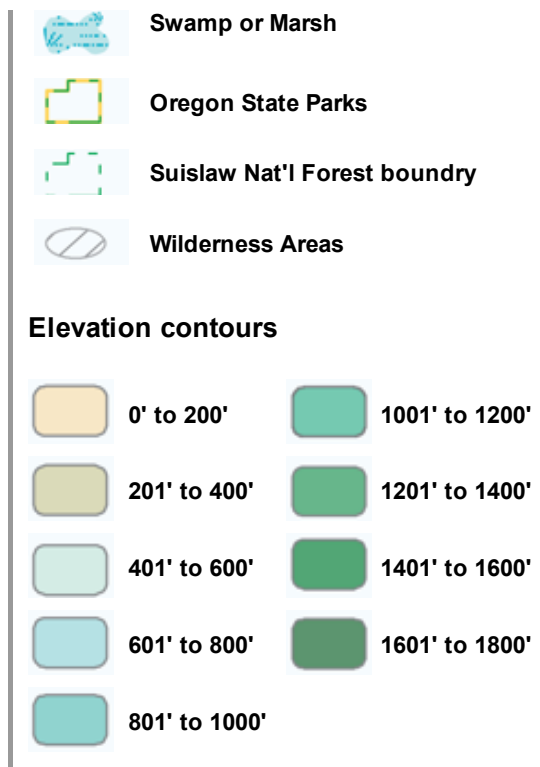 Swamp or Marsh
Oregon State Parks
Suislaw Nat'l Forest boundry
Wilderness Areas
Elevation contours
0' to 200'
201' to 400'
401' to 600'
601' to 800'
801' to 1000'
1001' to 1200'
1201' to 1400'
1401' to 1600'
1601' to 1800'